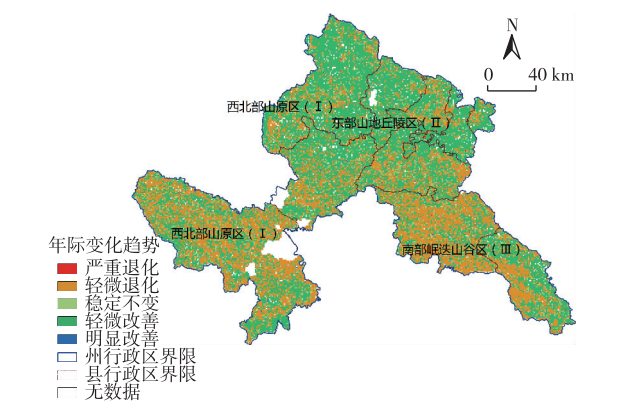 N
0 40 km
西北部山原区(Ⅰ)
东部山地丘陵区(Ⅱ)
西北部山原区(Ⅰ)
南部岷迭山谷区(Ⅲ)
年际变化趋势
严重退化
轻微退化
稳定不变
轻微改善
明显改善
州行政区界限
县行政区界限
无数据